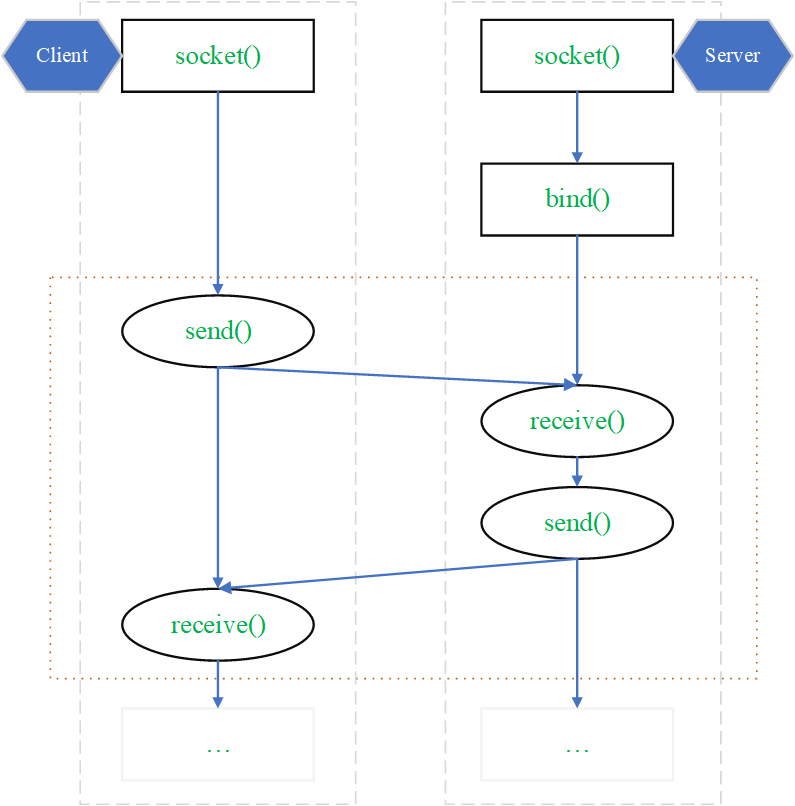 Client
socket()
socket()
Server
bind()
send()
receive()
send()
receive()
...
...